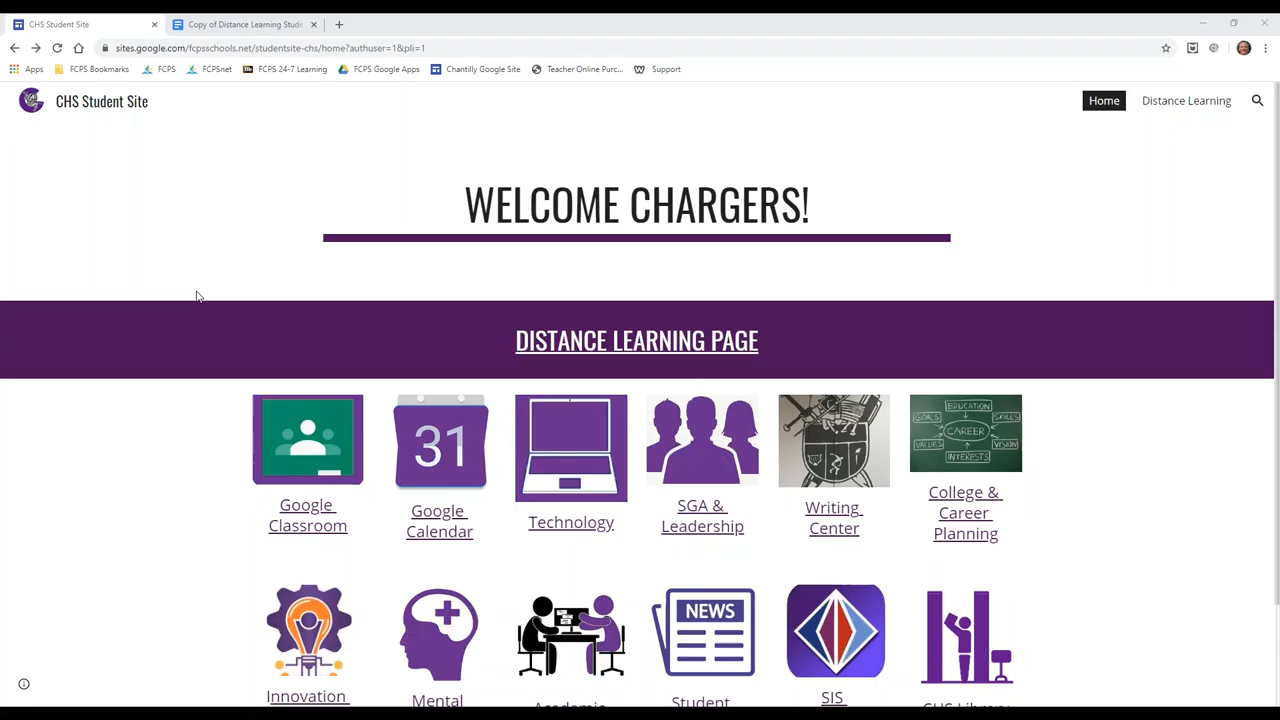 CHS Student Site
Copy of Distance Learning Stude
sites.google.com/fcpsschools.net/studentsite-chs/home?authuser=1&pli=1
Apps
FCPS Bookmarks
FCPS
FCPSnet
FCPS 24-7 Learning
FCPS Google Apps
Chantilly Google Site
Teacher Online Purc...
Support
CHS Student Site
Home
Distance Learning
WELCOME CHARGERS!
DISTANCE LEARNING PAGE
31
EDUCATION
GOALS
SKILLS
CAREER
VALUES
VISION
INTERESTS
Google
Classroom
Google
Calendar
Technology
SGA &
Leadership
Writing
Center
College &
Career
Planning
NEWS
Innovation
Mental
Academic
Student
SIS
CHS Library